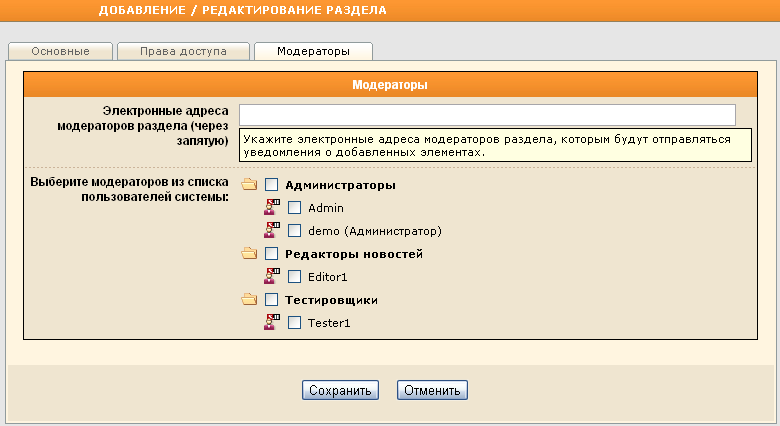 ДОБАВЛЕНИЕ / РЕДАКТИРОВАНИЕ РАЗДЕЛА
Основные
Права доступа
Модераторы
Модераторы
Электронные адреса
модераторов раздела (через
запятую)
Укажите электронные адреса модераторов раздела, которым будут отправляться
уведомления о добавленных элементах.
Выберите модераторов из списка
пользователей системы:
Администраторы
Admin
demo (Администратор)
Редакторы новостей
Editor1
Тестировщики
Tester1
Сохранить
Отменить